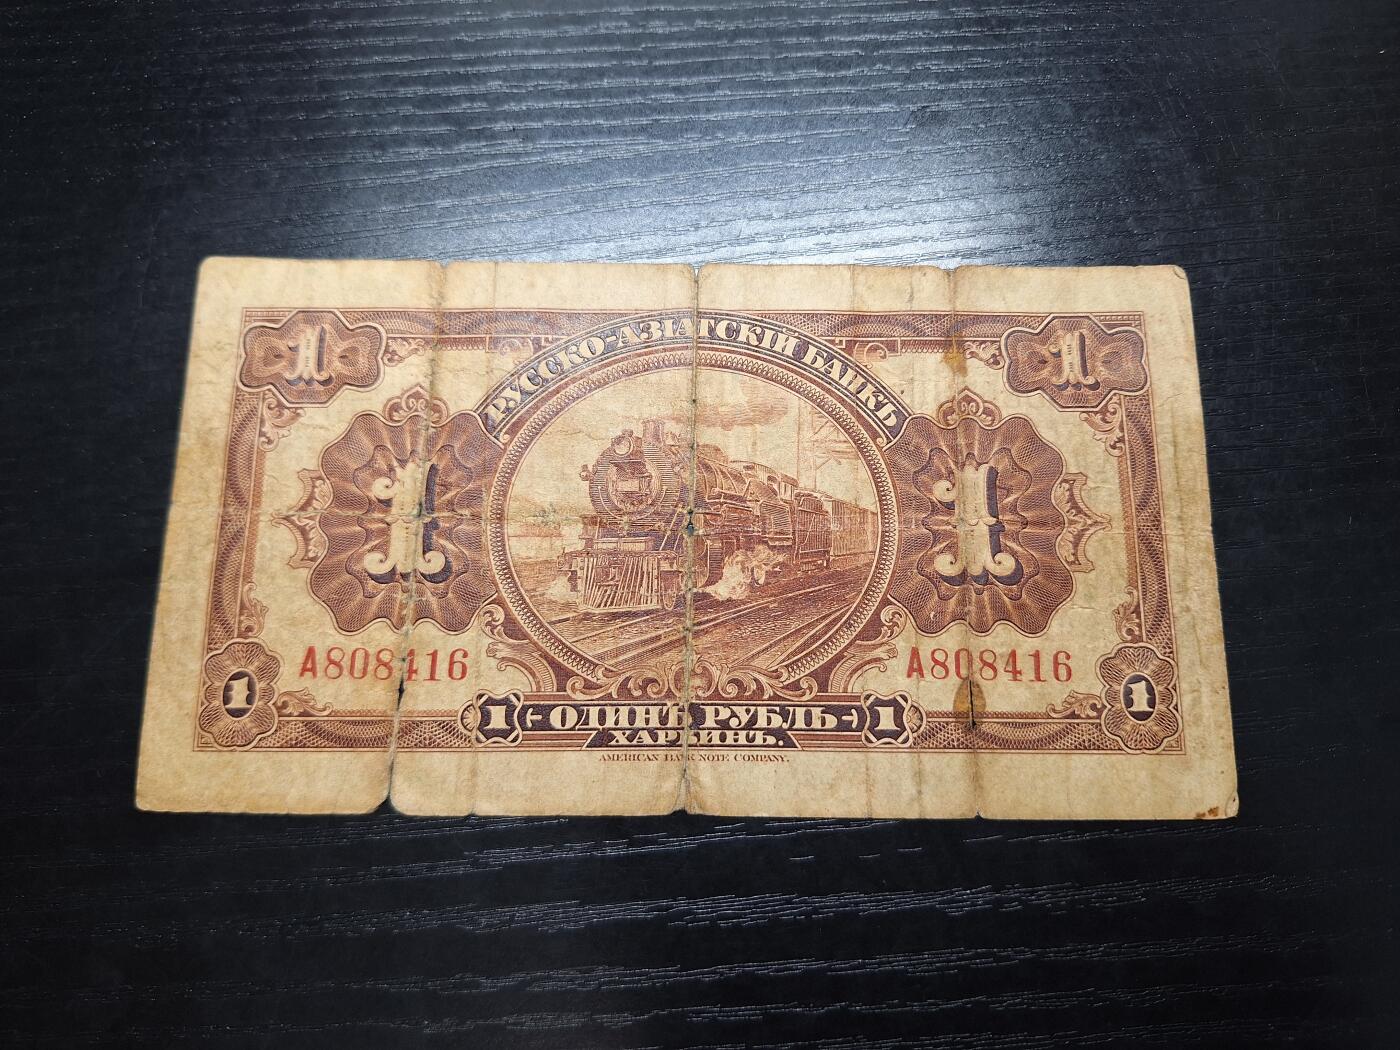 1 1
РУССКО-АЗІАТСКІЙ БАНКЪ
1 1
А808416 А808416
1 1
1 ОДИНЪ РУБЛЬ 1
ХАРБИНЪ.
AMERICAN BANK NOTE COMPANY.